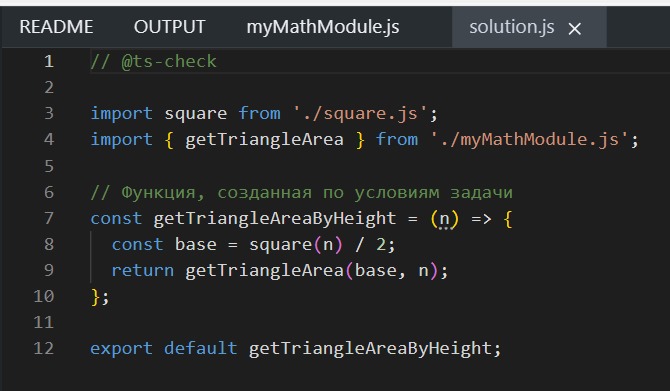 README OUTPUT myMathModule.js solution.js ×
1 // @ts-check
2
3 import square from './square.js';
4 import { getTriangleArea } from './myMathModule.js';
5
6 // Функция, созданная по условиям задачи
7 const getTriangleAreaByHeight = (n) => {
8   const base = square(n) / 2;
9   return getTriangleArea(base, n);
10 };
11
12 export default getTriangleAreaByHeight;